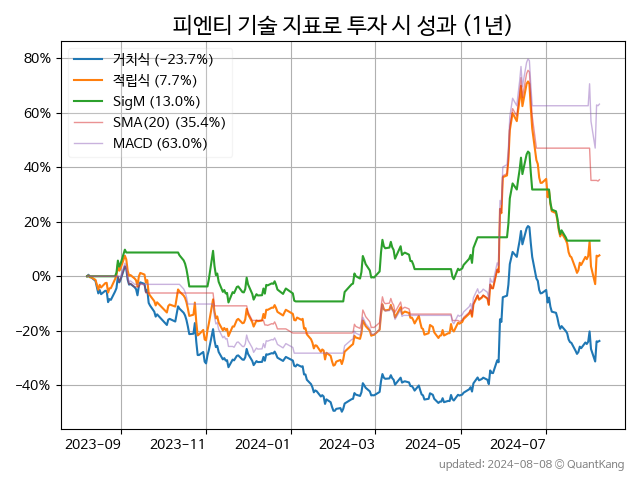 피엔티 기술 지표로 투자 시 성과 (1년)
거치식 (−23.7%)
적립식 (7.7%)
SigM (13.0%)
SMA(20) (35.4%)
MACD (63.0%)
80%
60%
40%
20%
0%
−20%
−40%
2023-09 2023-11 2024-01 2024-03 2024-05 2024-07
updated: 2024-08-08 © QuantKang